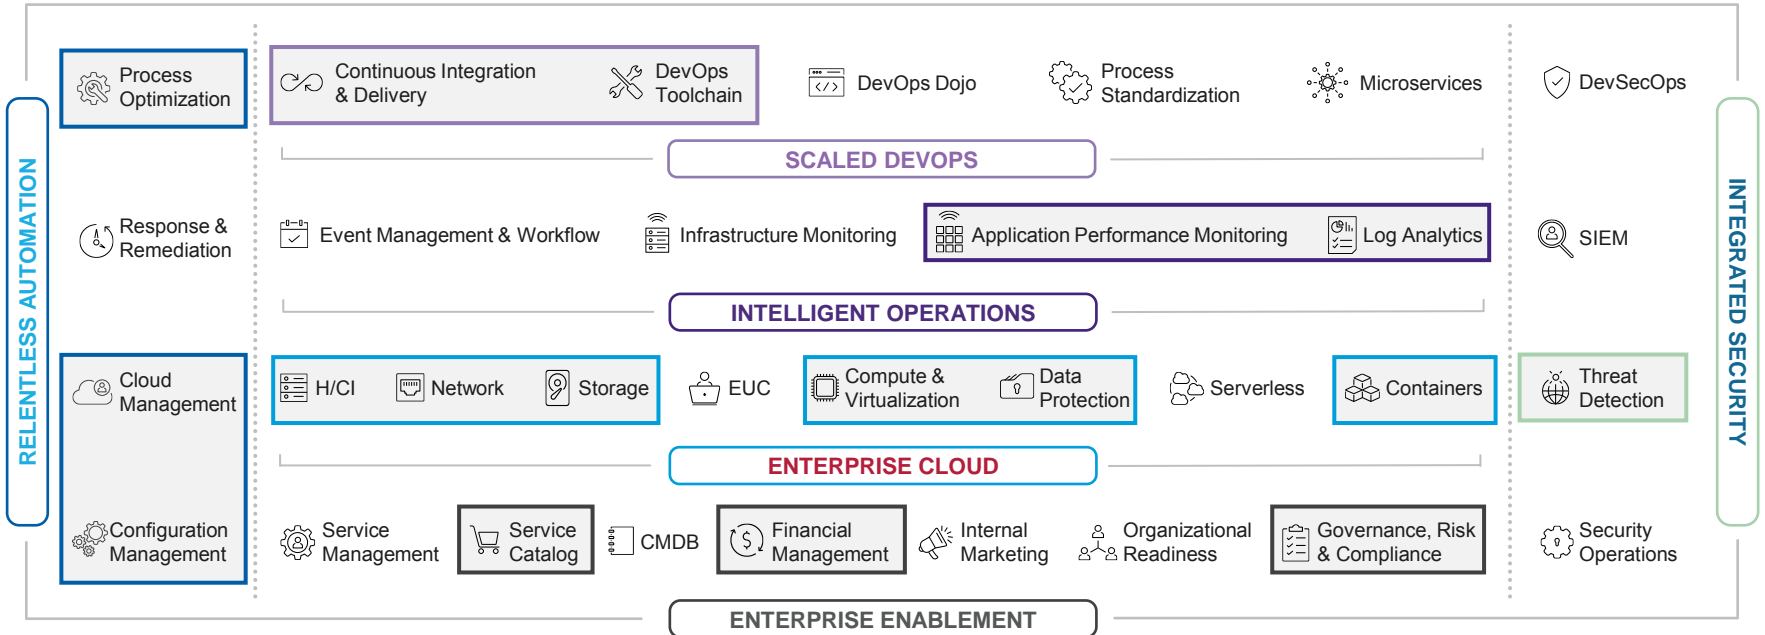 RELENTLESS AUTOMATION
Process
Optimization
Continuous Integration
& Delivery
DevOps
Toolchain
DevOps Dojo
Process
Standardization
Microservices
DevSecOps
SCALED DEVOPS
Response &
Remediation
Event Management & Workflow
Infrastructure Monitoring
Application Performance Monitoring
Log Analytics
SIEM
INTELLIGENT OPERATIONS
Cloud
Management
H/CI
Network
Storage
EUC
Compute &
Virtualization
Data
Protection
Serverless
Containers
Threat
Detection
ENTERPRISE CLOUD
Configuration
Management
Service
Management
Service
Catalog
CMDB
Financial
Management
Internal
Marketing
Organizational
Readiness
Governance, Risk
& Compliance
Security
Operations
ENTERPRISE ENABLEMENT
INTEGRATED SECURITY